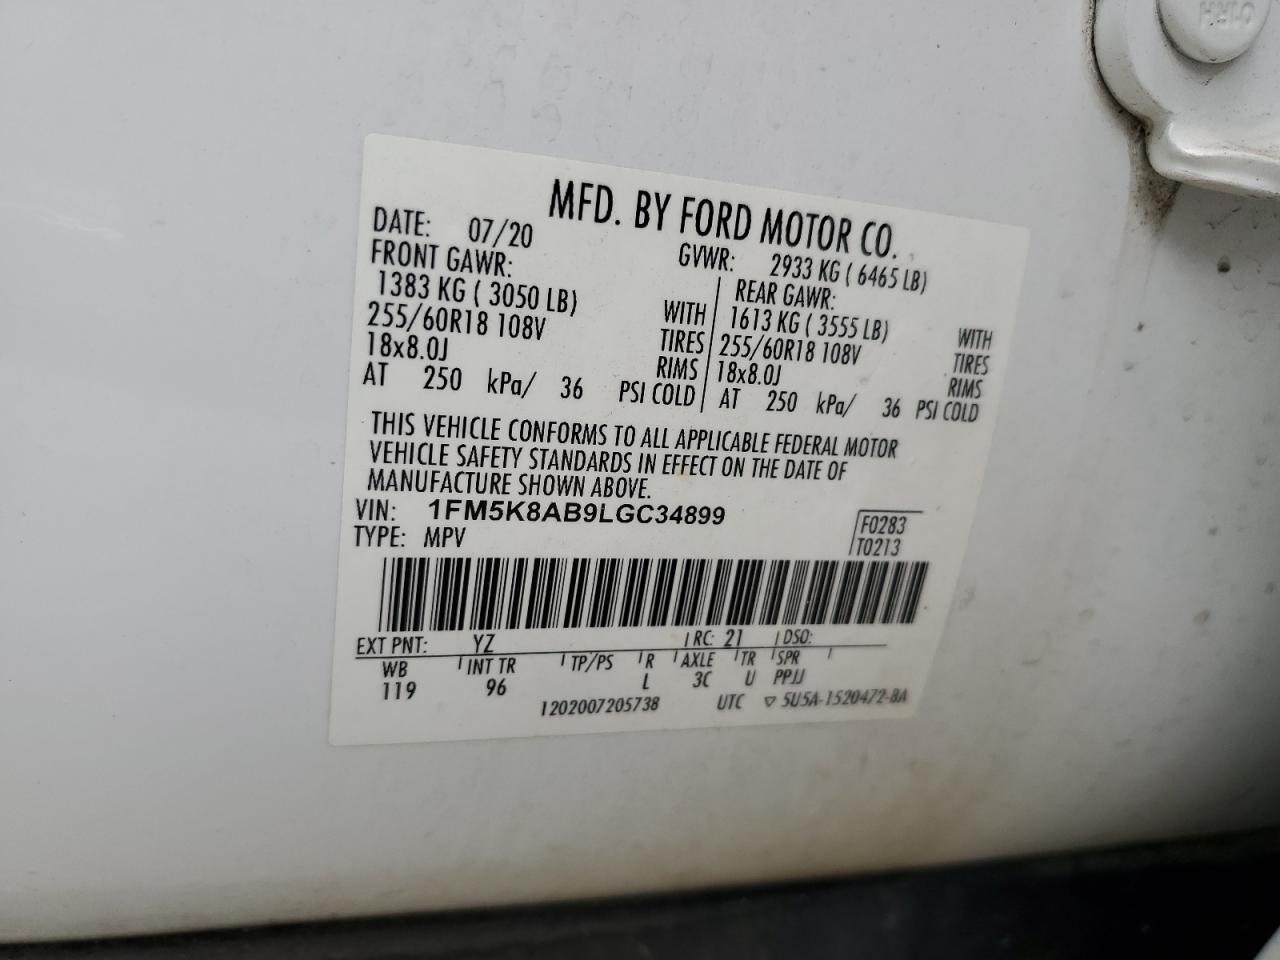 MFD. BY FORD MOTOR CO.
DATE: 07/20 GVWR: 2933 KG ( 6465 LB)
FRONT GAWR: REAR GAWR:
1383 KG ( 3050 LB) WITH 1613 KG ( 3555 LB) WITH
255/60R18 108V TIRES 255/60R18 108V TIRES
18x8.0J RIMS 18x8.0J RIMS
AT 250 kPa/ 36 PSI COLD AT 250 kPa/ 36 PSI COLD
THIS VEHICLE CONFORMS TO ALL APPLICABLE FEDERAL MOTOR
VEHICLE SAFETY STANDARDS IN EFFECT ON THE DATE OF
MANUFACTURE SHOWN ABOVE.
VIN: 1FM5K8AB9LGC34899 F0283
TYPE: MPV T0213
EXT PNT: YZ RC: 21 DSO:
WB INT TR TP/PS R AXLE TR SPR
119 96 L 3C U PPJJ
1202007205738 UTC ▽ 5U5A-1520472-BA